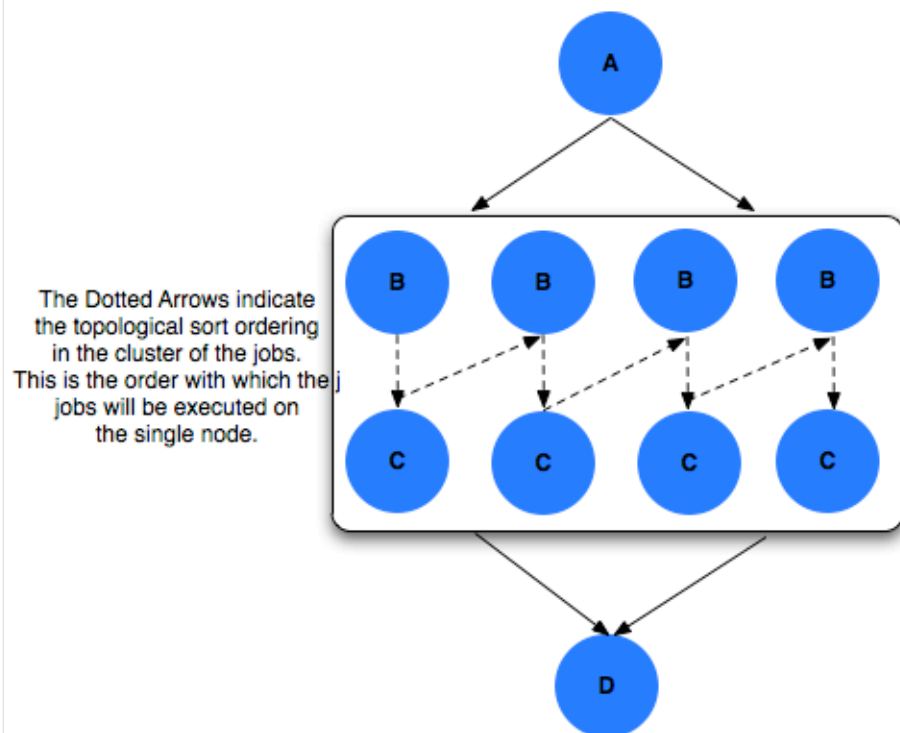 A
B B B B
The Dotted Arrows indicate
the topological sort ordering
in the cluster of the jobs.
This is the order with which the j
jobs will be executed on
the single node.
C C C C
D